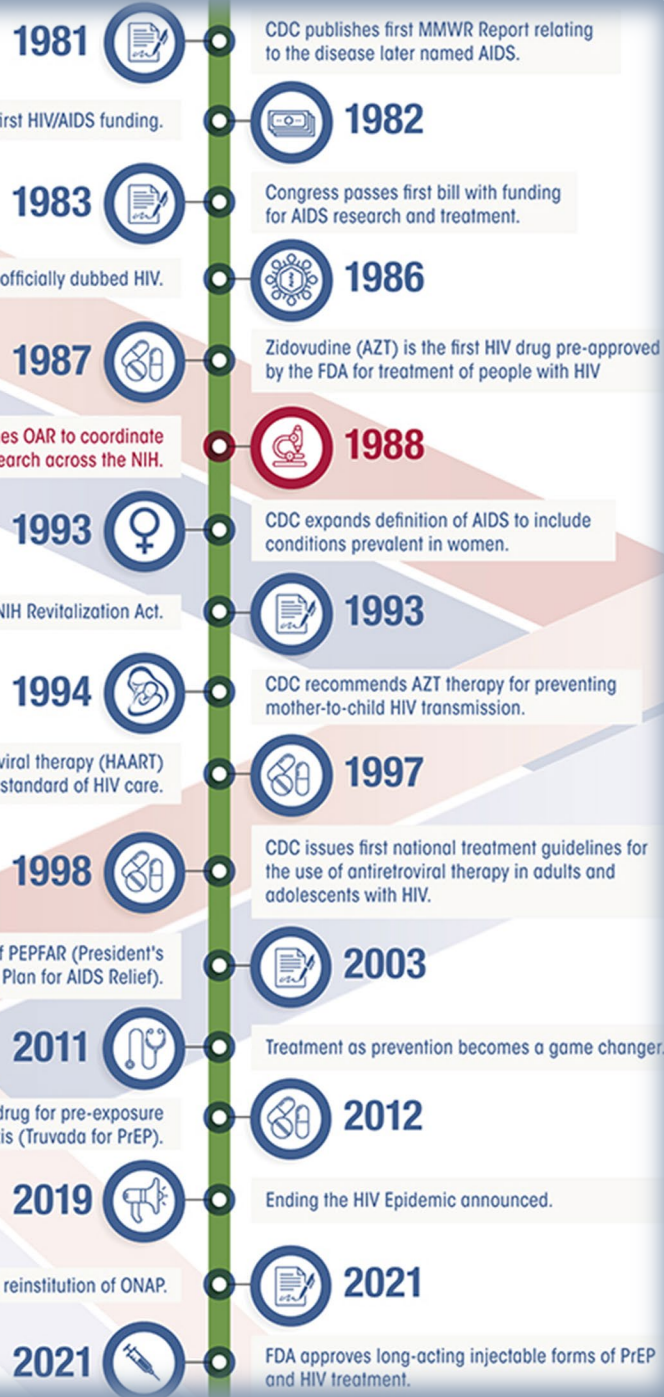 1981
CDC publishes first MMWR Report relating
to the disease later named AIDS.
irst HIV/AIDS funding.
1982
1983
Congress passes first bill with funding
for AIDS research and treatment.
officially dubbed HIV.
1986
1987
Zidovudine (AZT) is the first HIV drug pre-approved
by the FDA for treatment of people with HIV
es OAR to coordinate
earch across the NIH.
1988
1993
CDC expands definition of AIDS to include
conditions prevalent in women.
NIH Revitalization Act.
1993
1994
CDC recommends AZT therapy for preventing
mother-to-child HIV transmission.
viral therapy (HAART)
standard of HIV care.
1997
1998
CDC issues first national treatment guidelines for
the use of antiretroviral therapy in adults and
adolescents with HIV.
f PEPFAR (President's
Plan for AIDS Relief).
2003
2011
Treatment as prevention becomes a game changer.
drug for pre-exposure
is (Truvada for PrEP).
2012
2019
Ending the HIV Epidemic announced.
reinstitution of ONAP.
2021
2021
FDA approves long-acting injectable forms of PrEP
and HIV treatment.